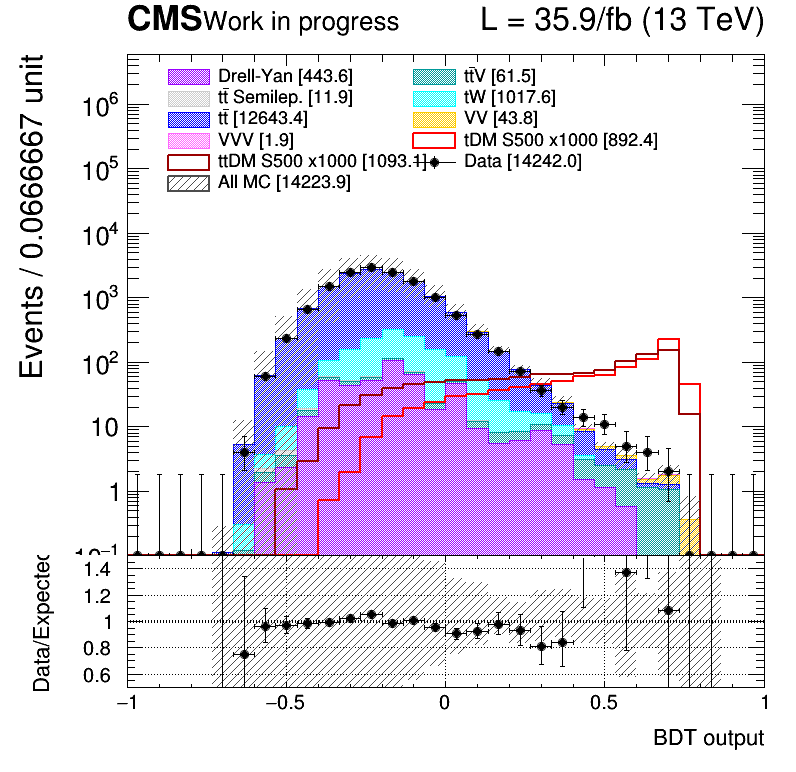 CMS Work in progress L = 35.9/fb (13 TeV)
Events / 0.0666667 unit
Drell-Yan [443.6] tt̄V [61.5]
tt̄ Semilep. [11.9] tW [1017.6]
tt̄ [12643.4] VV [43.8]
VVV [1.9] tDM S500 x1000 [892.4]
ttDM S500 x1000 [1093.1] Data [14242.0]
All MC [14223.9]
10⁶
10⁵
10⁴
10³
10²
10
1
10⁻¹
Data/Expected
1.4
1.2
1
0.8
0.6
−1 −0.5 0 0.5 1
BDT output